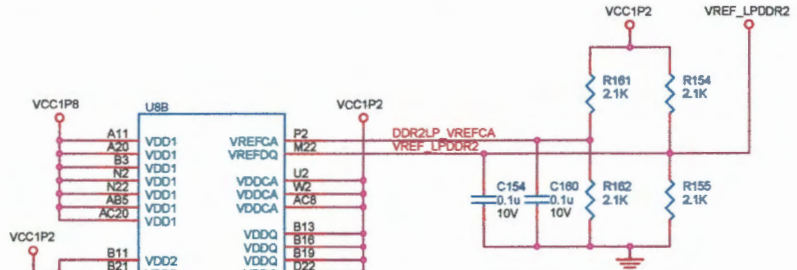 VCC1P2 VREF_LPDDR2
R161 2.1K
R154 2.1K
VCC1P8 U8B VCC1P2
A11 VDD1 VREFCA P2 DDR2LP_VREFCA
A20 VDD1 VREFDQ M22 VREF_LPDDR2
B3 VDD1
N2 VDD1 VDDCA U2
N22 VDD1 VDDCA W2
AB5 VDD1 VDDCA AC8
AC20 VDD1
C154 0.1u 10V
C160 0.1u 10V
R162 2.1K
R155 2.1K
VDDQ B13
VCC1P2 VDDQ B16
B11 VDD2 VDDQ B19
B21 D22